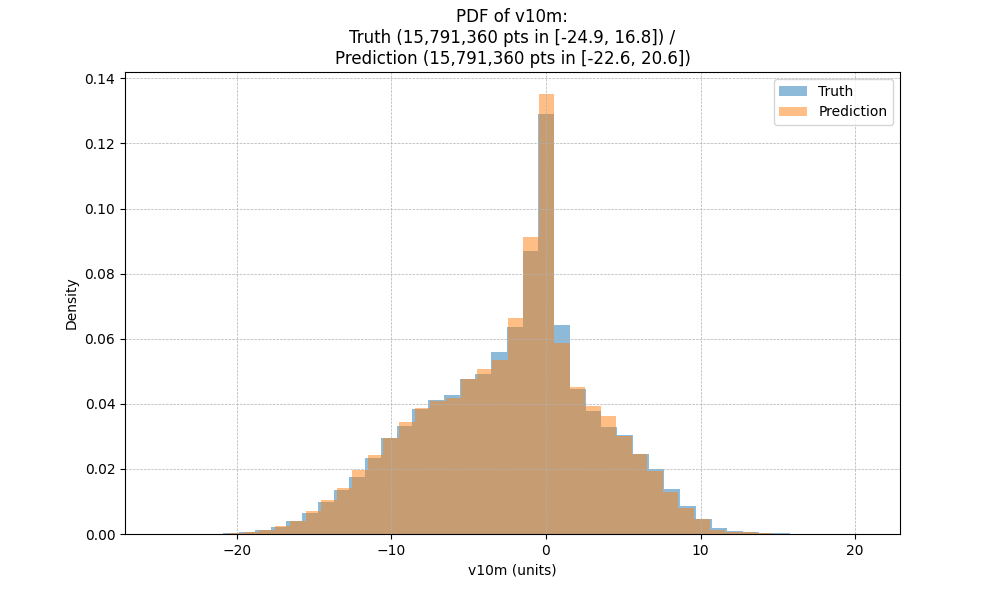 PDF of v10m:
Truth (15,791,360 pts in [-24.9, 16.8]) /
Prediction (15,791,360 pts in [-22.6, 20.6])
Truth
Prediction
Density
0.14
0.12
0.10
0.08
0.06
0.04
0.02
0.00
−20
−10
0
10
20
v10m (units)